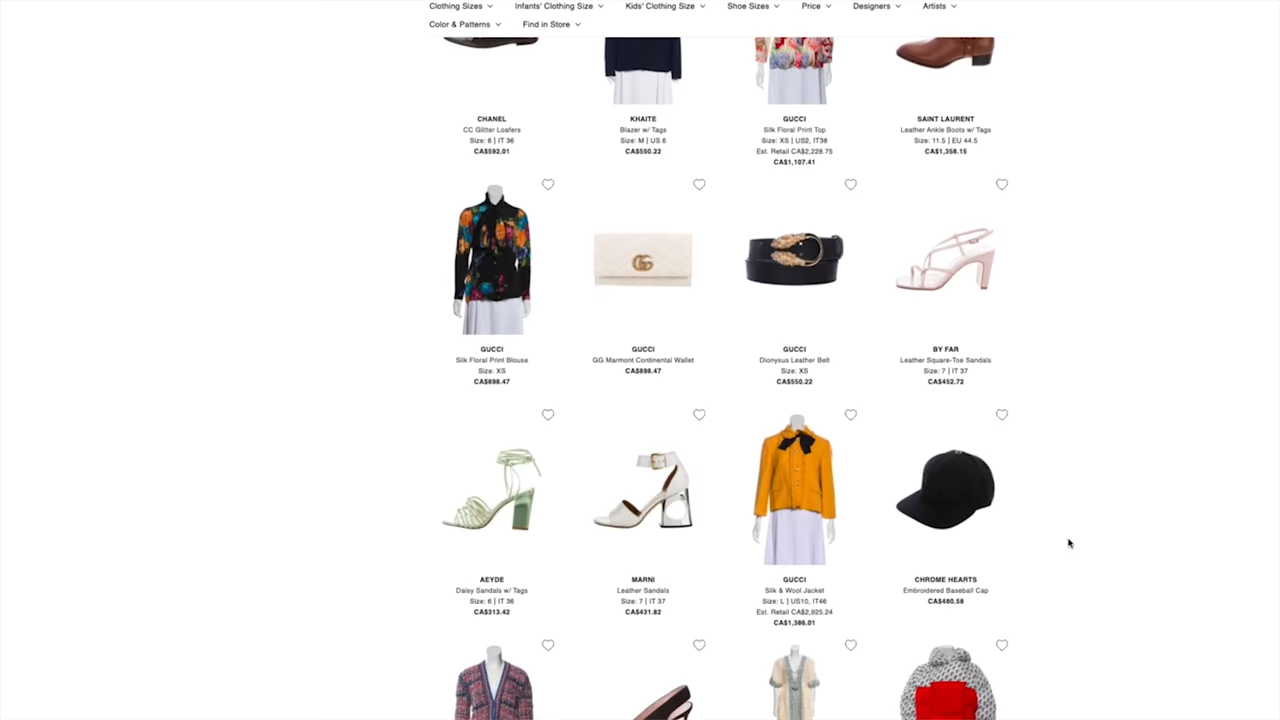 Clothing Sizes Infants' Clothing Size Kids' Clothing Size Shoe Sizes Price Designers Artists
Color & Patterns Find in Store
CHANEL
CC Glitter Loafers
Size: 6 | IT 36
CA$592.01
KHAITE
Blazer w/ Tags
Size: M | US 6
CA$550.22
GUCCI
Silk Floral Print Top
Size: XS | US2, IT38
Est. Retail CA$2,228.75
CA$1,107.41
SAINT LAURENT
Leather Ankle Boots w/ Tags
Size: 11.5 | EU 44.5
CA$1,358.15
GUCCI
Silk Floral Print Blouse
Size: XS
CA$898.47
GUCCI
GG Marmont Continental Wallet
CA$898.47
GUCCI
Dionysus Leather Belt
Size: XS
CA$550.22
BY FAR
Leather Square-Toe Sandals
Size: 7 | IT 37
CA$452.72
AEYDE
Daisy Sandals w/ Tags
Size: 6 | IT 36
CA$313.42
MARNI
Leather Sandals
Size: 7 | IT 37
CA$431.82
GUCCI
Silk & Wool Jacket
Size: L | US10, IT46
Est. Retail CA$2,925.24
CA$1,386.01
CHROME HEARTS
Embroidered Baseball Cap
CA$480.58